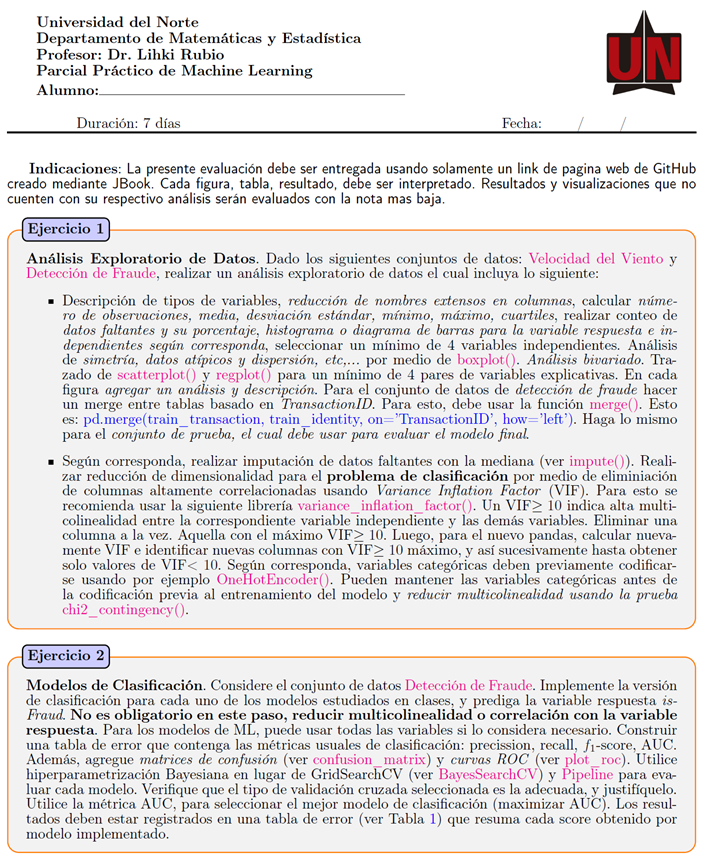 Universidad del Norte
Departamento de Matemáticas y Estadística
Profesor: Dr. Lihki Rubio
Parcial Práctico de Machine Learning
Alumno:
UN
Duración: 7 días Fecha: / /
Indicaciones: La presente evaluación debe ser entregada usando solamente un link de pagina web de GitHub
creado mediante JBook. Cada figura, tabla, resultado, debe ser interpretado. Resultados y visualizaciones que no
cuenten con su respectivo análisis serán evaluados con la nota mas baja.
Ejercicio 1
Análisis Exploratorio de Datos. Dado los siguientes conjuntos de datos: Velocidad del Viento y
Detección de Fraude, realizar un análisis exploratorio de datos el cual incluya lo siguiente:
▪ Descripción de tipos de variables, reducción de nombres extensos en columnas, calcular núme-
ro de observaciones, media, desviación estándar, mínimo, máximo, cuartiles, realizar conteo de
datos faltantes y su porcentaje, histograma o diagrama de barras para la variable respuesta e in-
dependientes según corresponda, seleccionar un mínimo de 4 variables independientes. Análisis
de simetría, datos atípicos y dispersión, etc,... por medio de boxplot(). Análisis bivariado. Tra-
zado de scatterplot() y regplot() para un mínimo de 4 pares de variables explicativas. En cada
figura agregar un análisis y descripción. Para el conjunto de datos de detección de fraude hacer
un merge entre tablas basado en TransactionID. Para esto, debe usar la función merge(). Esto
es: pd.merge(train_transaction, train_identity, on='TransactionID', how='left'). Haga lo mismo
para el conjunto de prueba, el cual debe usar para evaluar el modelo final.
▪ Según corresponda, realizar imputación de datos faltantes con la mediana (ver impute()). Reali-
zar reducción de dimensionalidad para el problema de clasificación por medio de eliminiación
de columnas altamente correlacionadas usando Variance Inflation Factor (VIF). Para esto se
recomienda usar la siguiente librería variance_inflation_factor(). Un VIF≥ 10 indica alta multi-
colinealidad entre la correspondiente variable independiente y las demás variables. Eliminar una
columna a la vez. Aquella con el máximo VIF≥ 10. Luego, para el nuevo pandas, calcular nueva-
mente VIF e identificar nuevas columnas con VIF≥ 10 máximo, y así sucesivamente hasta obtener
solo valores de VIF< 10. Según corresponda, variables categóricas deben previamente codificar-
se usando por ejemplo OneHotEncoder(). Pueden mantener las variables categóricas antes de
la codificación previa al entrenamiento del modelo y reducir multicolinealidad usando la prueba
chi2_contingency().
Ejercicio 2
Modelos de Clasificación. Considere el conjunto de datos Detección de Fraude. Implemente la versión
de clasificación para cada uno de los modelos estudiados en clases, y prediga la variable respuesta is-
Fraud. No es obligatorio en este paso, reducir multicolinealidad o correlación con la variable
respuesta. Para los modelos de ML, puede usar todas las variables si lo considera necesario. Construir
una tabla de error que contenga las métricas usuales de clasificación: precission, recall, f1-score, AUC.
Además, agregue matrices de confusión (ver confusion_matrix) y curvas ROC (ver plot_roc). Utilice
hiperparametrización Bayesiana en lugar de GridSearchCV (ver BayesSearchCV) y Pipeline para eva-
luar cada modelo. Verifique que el tipo de validación cruzada seleccionada es la adecuada, y justifíquelo.
Utilice la métrica AUC, para seleccionar el mejor modelo de clasificación (maximizar AUC). Los resul-
tados deben estar registrados en una tabla de error (ver Tabla 1) que resuma cada score obtenido por
modelo implementado.